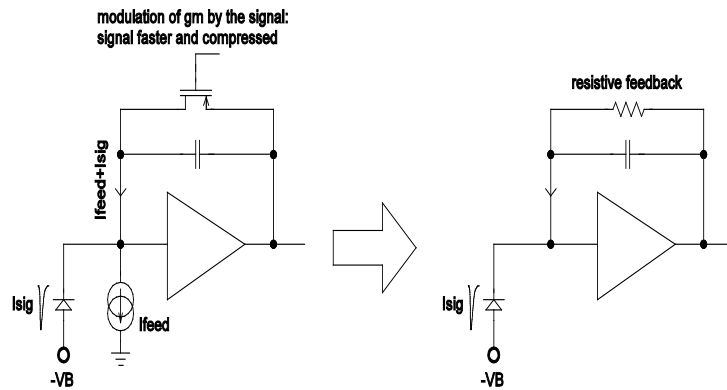 modulation of gm by the signal:
signal faster and compressed
resistive feedback
Ifeed+Isig
Isig
Ifeed
-VB
Isig
-VB